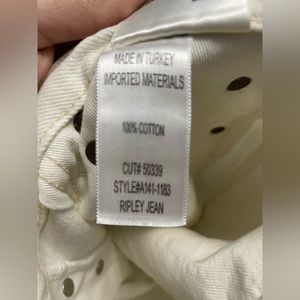 MADE IN TURKEY
IMPORTED MATERIALS
100% COTTON
CUT# 50339
STYLE#A141-1183
RIPLEY JEAN